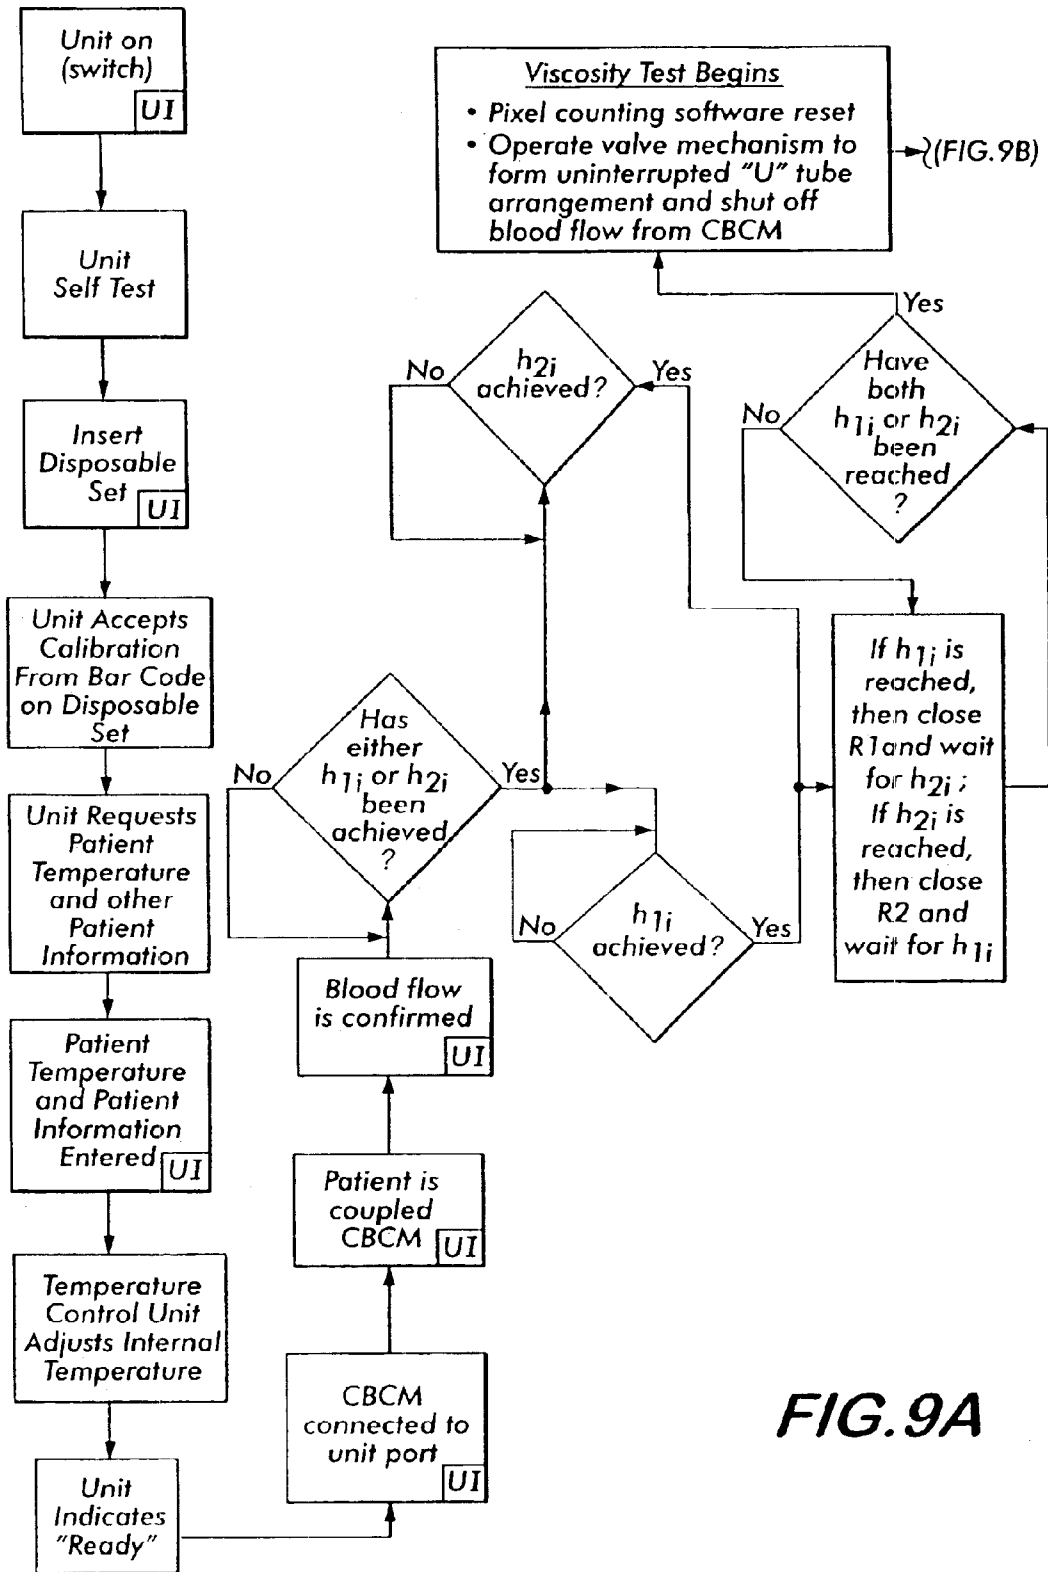 Unit on
(switch)
UI
Unit
Self Test
Insert
Disposable
Set
UI
Unit Accepts
Calibration
From Bar Code
on Disposable
Set
Unit Requests
Patient
Temperature
and other
Patient
Information
Patient
Temperature
and Patient
Information
Entered
UI
Temperature
Control Unit
Adjusts Internal
Temperature
Unit
Indicates
"Ready"
CBCM
connected to
unit port
UI
Patient is
coupled
CBCM
UI
Blood flow
is confirmed
UI
Has
either
h1i or h2i
been
achieved
?
No
Yes
h2i
achieved?
No
Yes
h1i
achieved?
No
Yes
If h1i is
reached,
then close
R1and wait
for h2i;
If h2i is
reached,
then close
R2 and
wait for h1i
Have
both
h1i or h2i
been
reached
?
No
Yes
Viscosity Test Begins
• Pixel counting software reset
• Operate valve mechanism to
form uninterrupted "U" tube
arrangement and shut off
blood flow from CBCM
(FIG.9B)
FIG.9A